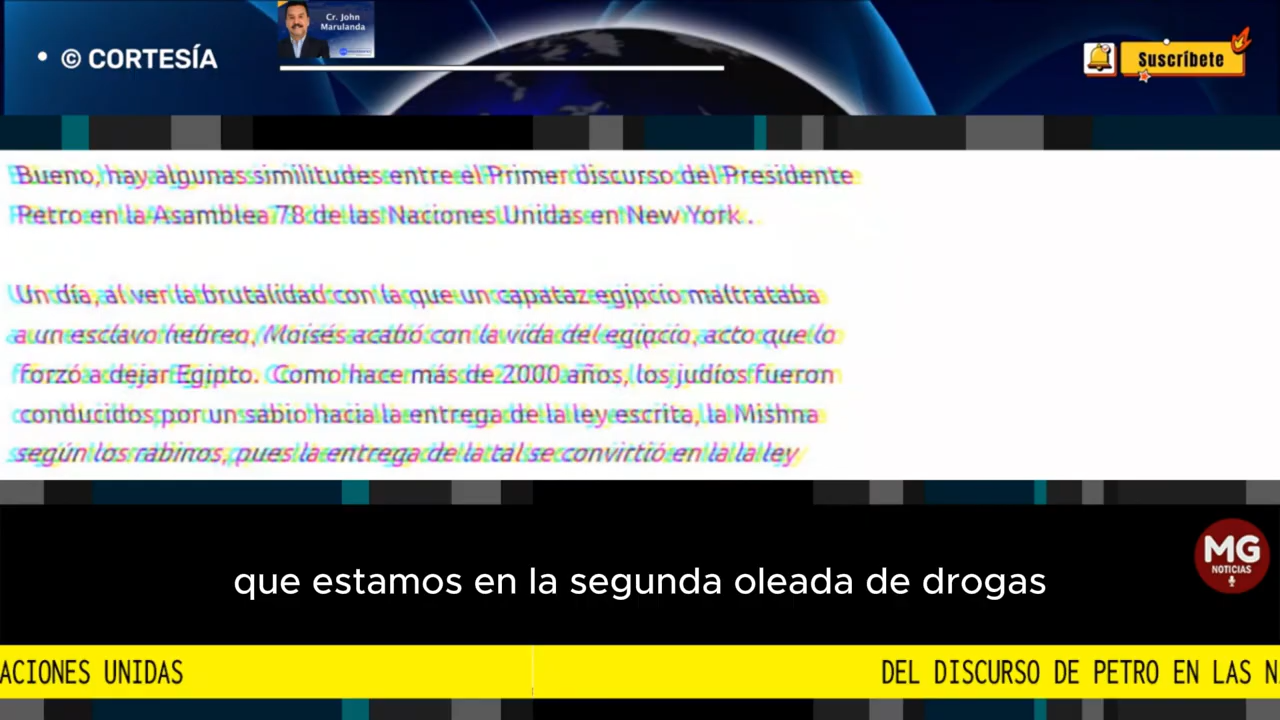 • © CORTESÍA
Cr. John
Marulanda
Suscríbete
Bueno, hay algunas similitudes entre el Primer discurso del Presidente
Petro en la Asamblea 78 de las Naciones Unidas en New York .
Un día, al ver la brutalidad con la que un capataz egipcio maltrataba
a un esclavo hebreo, Moisés acabó con la vida del egipcio, acto que lo
forzó a dejar Egipto. Como hace más de 2000 años, los judíos fueron
conducidos por un sabio hacia la entrega de la ley escrita, la Mishna
según los rabinos, pues la entrega de la tal se convirtió en la la ley
MG
NOTICIAS
que estamos en la segunda oleada de drogas
ACIONES UNIDAS DEL DISCURSO DE PETRO EN LAS N